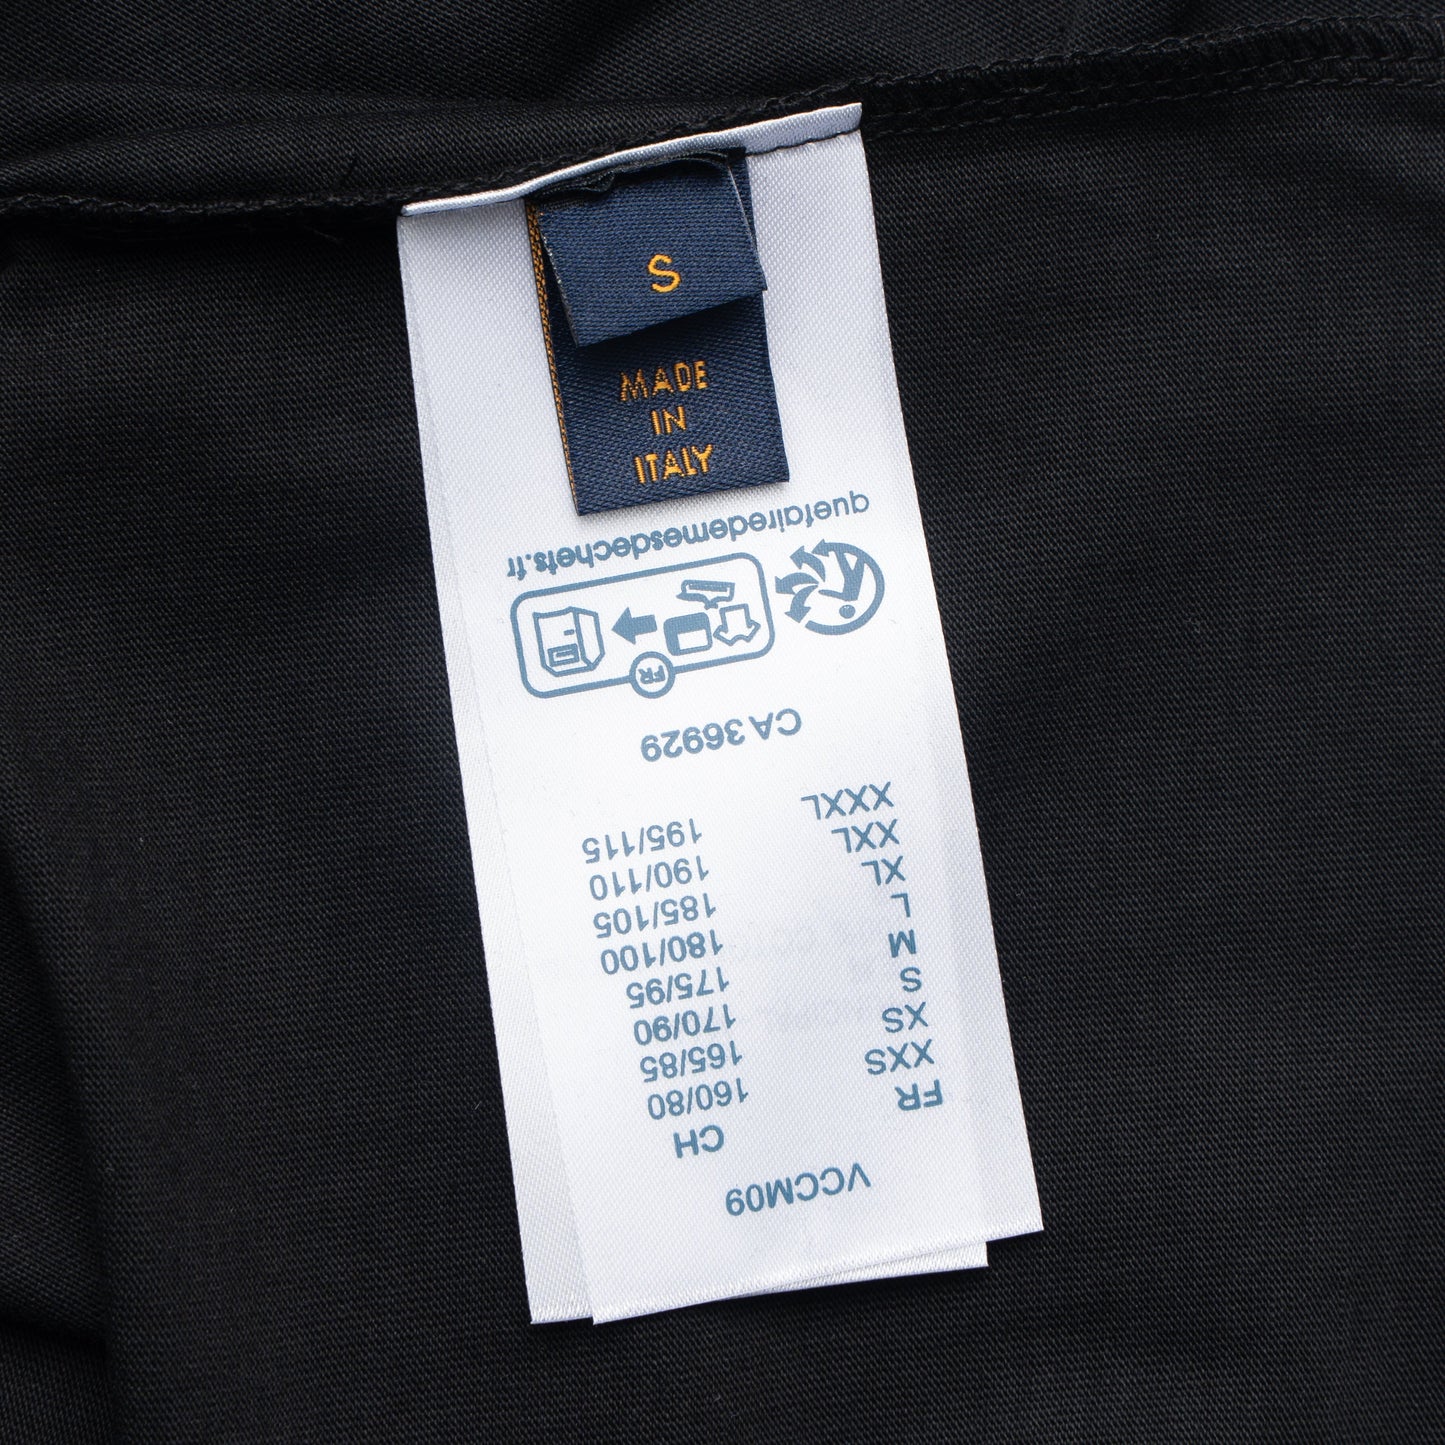 S
MADE
IN
ITALY
VCCM09
FR CH
XXS 160/80
XS 165/85
S 170/90
M 175/95
L 180/100
XL 185/105
XXL 190/110
XXXL 195/115
CA 36929
FR
quefairedemesdechets.fr